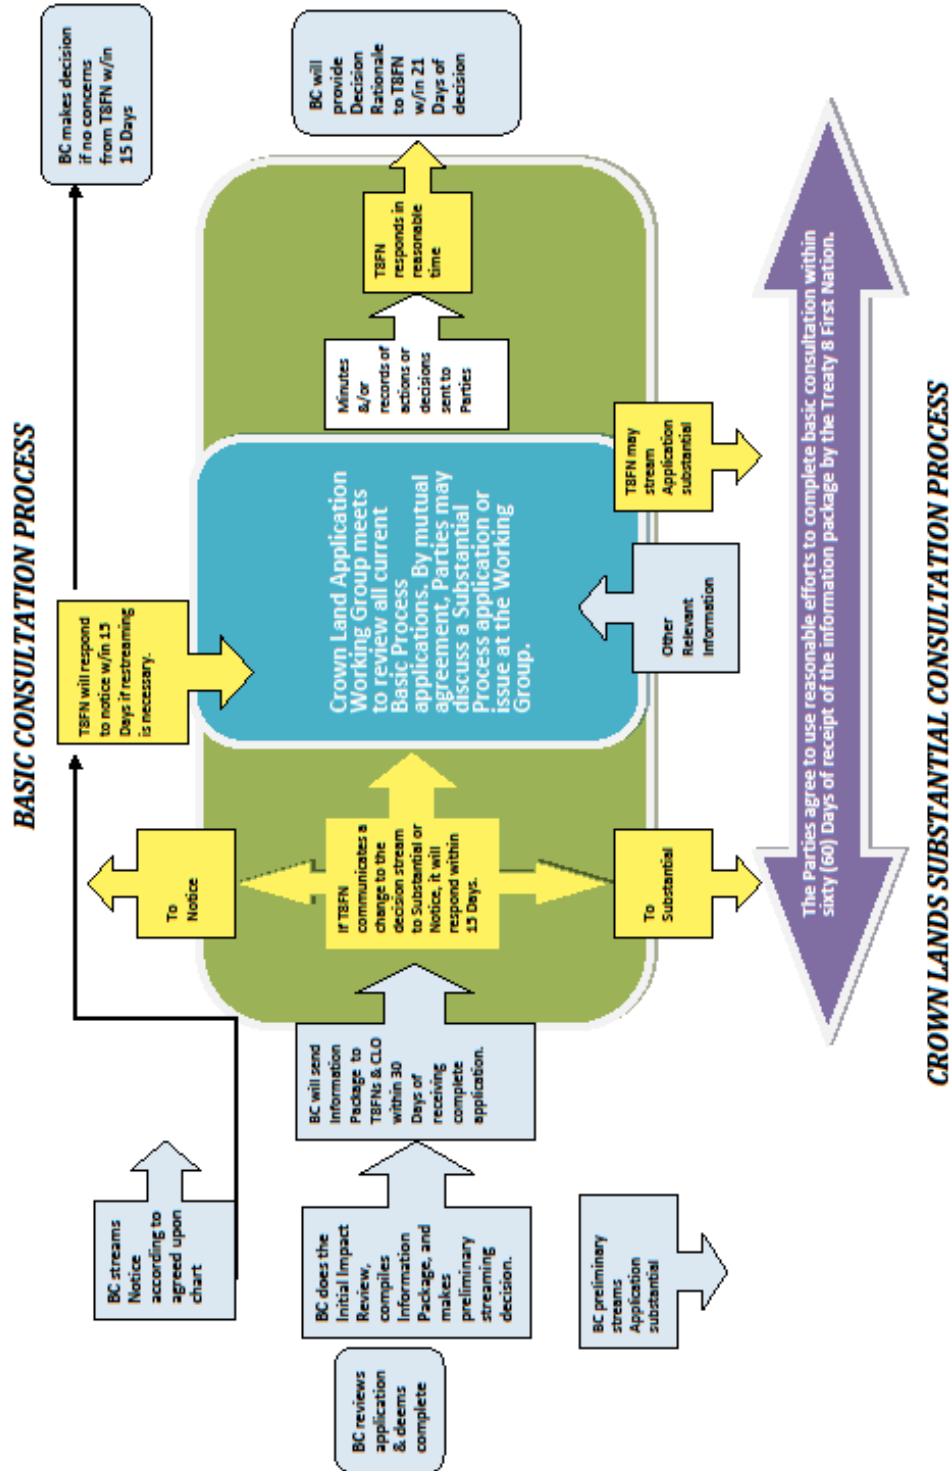 BASIC CONSULTATION PROCESS
BC streams
Notice
according to
agreed upon
chart
T8FN will respond
to notice w/in 15
Days if restreaming
is necessary.
BC makes decision
if no concerns
from T8FN w/in
15 Days
To
Notice
BC reviews
application
& deems
complete
BC does the
Initial Impact
Review,
compiles
Information
Package, and
makes
preliminary
streaming
decision.
BC will send
Information
Package to
T8FNs & CLO
within 30
Days of
receiving
complete
application.
If T8FN
communicates a
change to the
decision stream
to Substantial or
Notice, it will
respond within
15 Days.
Crown Land Application
Working Group meets
to review all current
Basic Process
applications. By mutual
agreement, Parties may
discuss a Substantial
Process application or
issue at the Working
Group.
Minutes
&/or
records of
actions or
decisions
sent to
Parties
T8FN
responds in
reasonable
time
BC will
provide
Decision
Rationale
to T8FN
w/in 21
Days of
decision
BC preliminary
streams
Application
substantial
To
Substantial
Other
Relevant
Information
T8FN may
stream
Application
substantial
The Parties agree to use reasonable efforts to complete basic consultation within
sixty (60) Days of receipt of the information package by the Treaty 8 First Nation.
CROWN LANDS SUBSTANTIAL CONSULTATION PROCESS